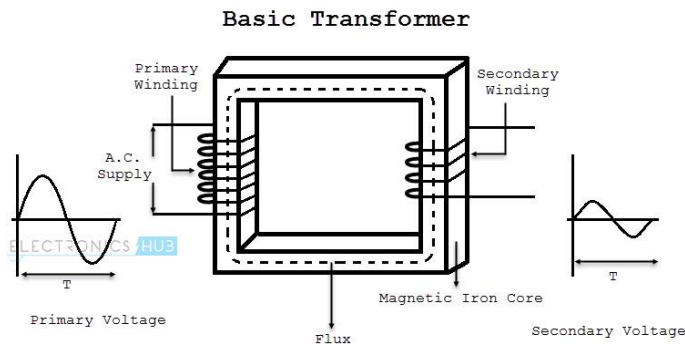 Basic Transformer
Primary
Winding
Secondary
Winding
A.C.
Supply
ELECTRONICS HUB
T
T
Magnetic Iron Core
Primary Voltage
Flux
Secondary Voltage